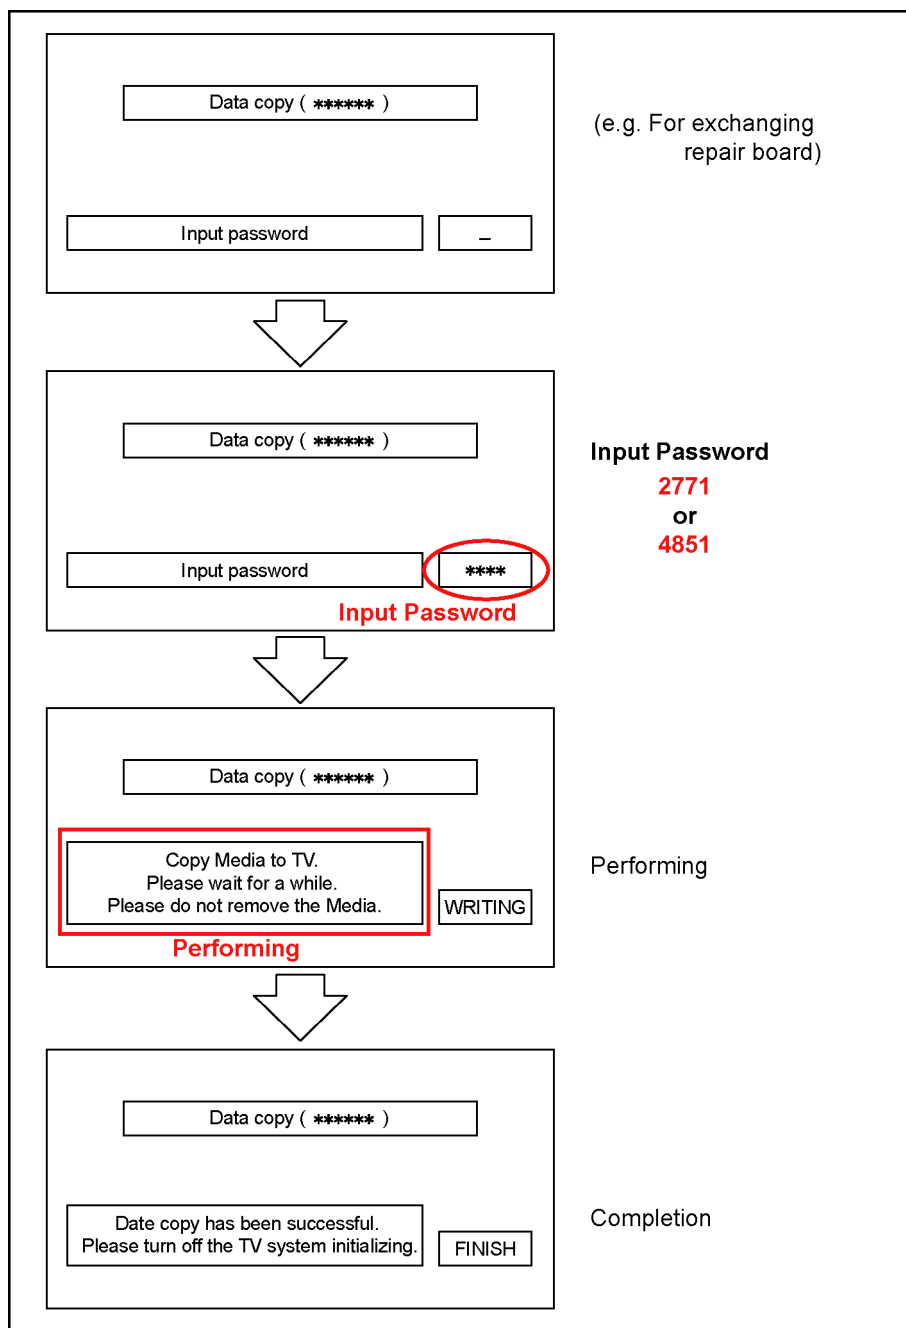 Data copy ( ****** )
(e.g. For exchanging
repair board)
Input password
_
Data copy ( ****** )
Input Password
2771
or
4851
Input password
****
Input Password
Data copy ( ****** )
Copy Media to TV.
Please wait for a while.
Please do not remove the Media.
WRITING
Performing
Performing
Data copy ( ****** )
Date copy has been successful.
Please turn off the TV system initializing.
FINISH
Completion